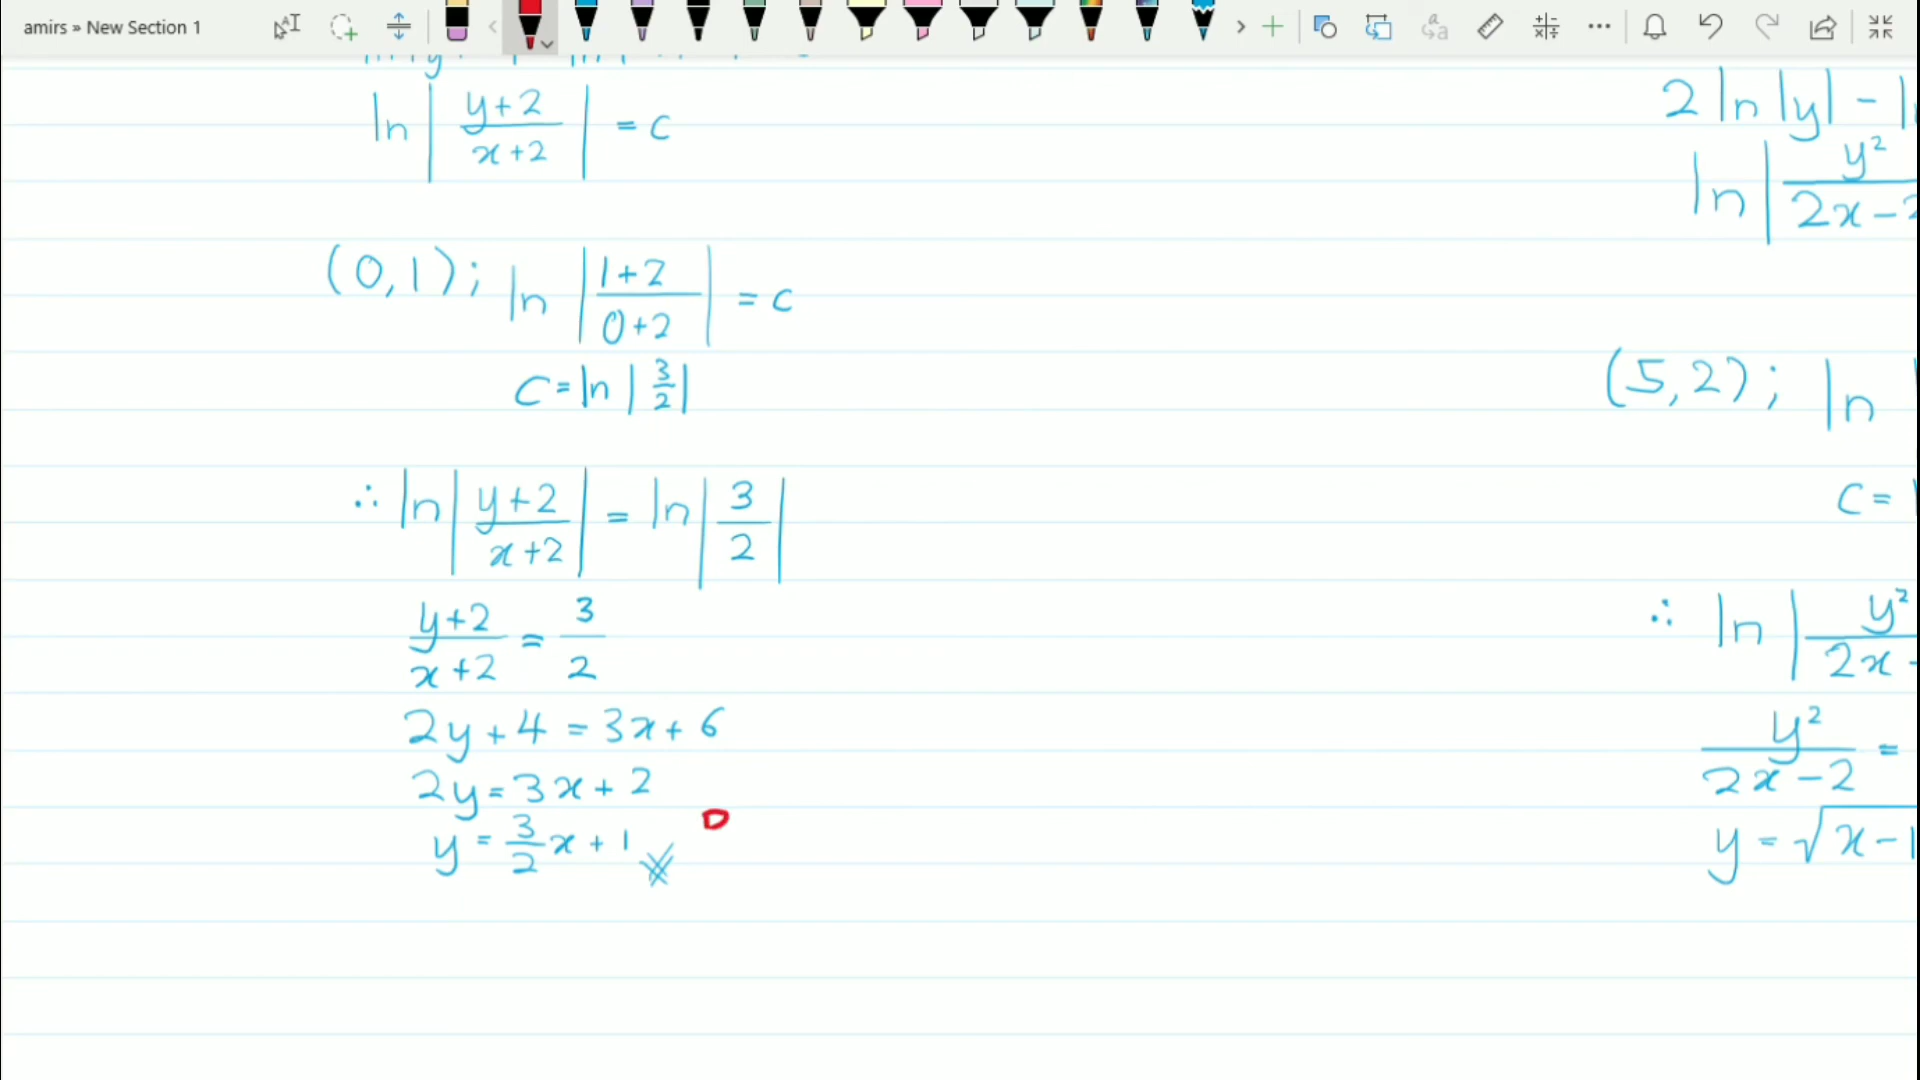 amirs » New Section 1
ln | (y+2)/(x+2) | = c
(0,1); ln | (1+2)/(0+2) | = c
c = ln | 3/2 |
∴ ln | (y+2)/(x+2) | = ln | 3/2 |
(y+2)/(x+2) = 3/2
2y + 4 = 3x + 6
2y = 3x + 2
y = 3/2 x + 1
2 ln |y| - l
ln | y²/(2x-2
(5,2); ln
c =
∴ ln | y²/(2x-
y²/(2x-2) =
y = √(x-1